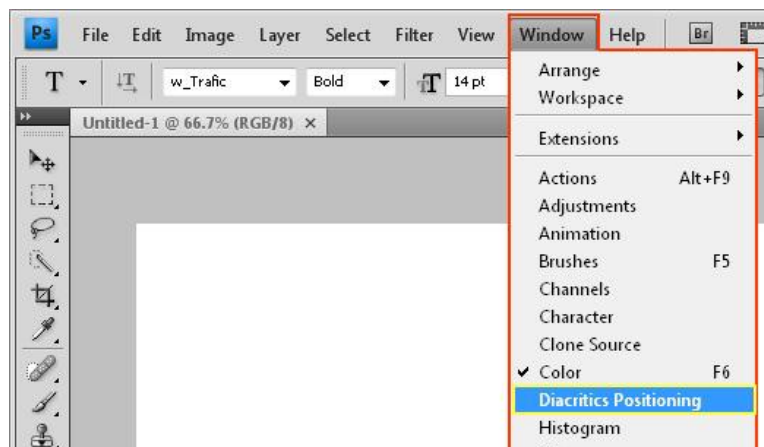 Ps File Edit Image Layer Select Filter View Window Help Br
T w_Trafic Bold T 14 pt
Untitled-1 @ 66.7% (RGB/8) ×
Arrange
Workspace
Extensions
Actions Alt+F9
Adjustments
Animation
Brushes F5
Channels
Character
Clone Source
Color F6
Diacritics Positioning
Histogram